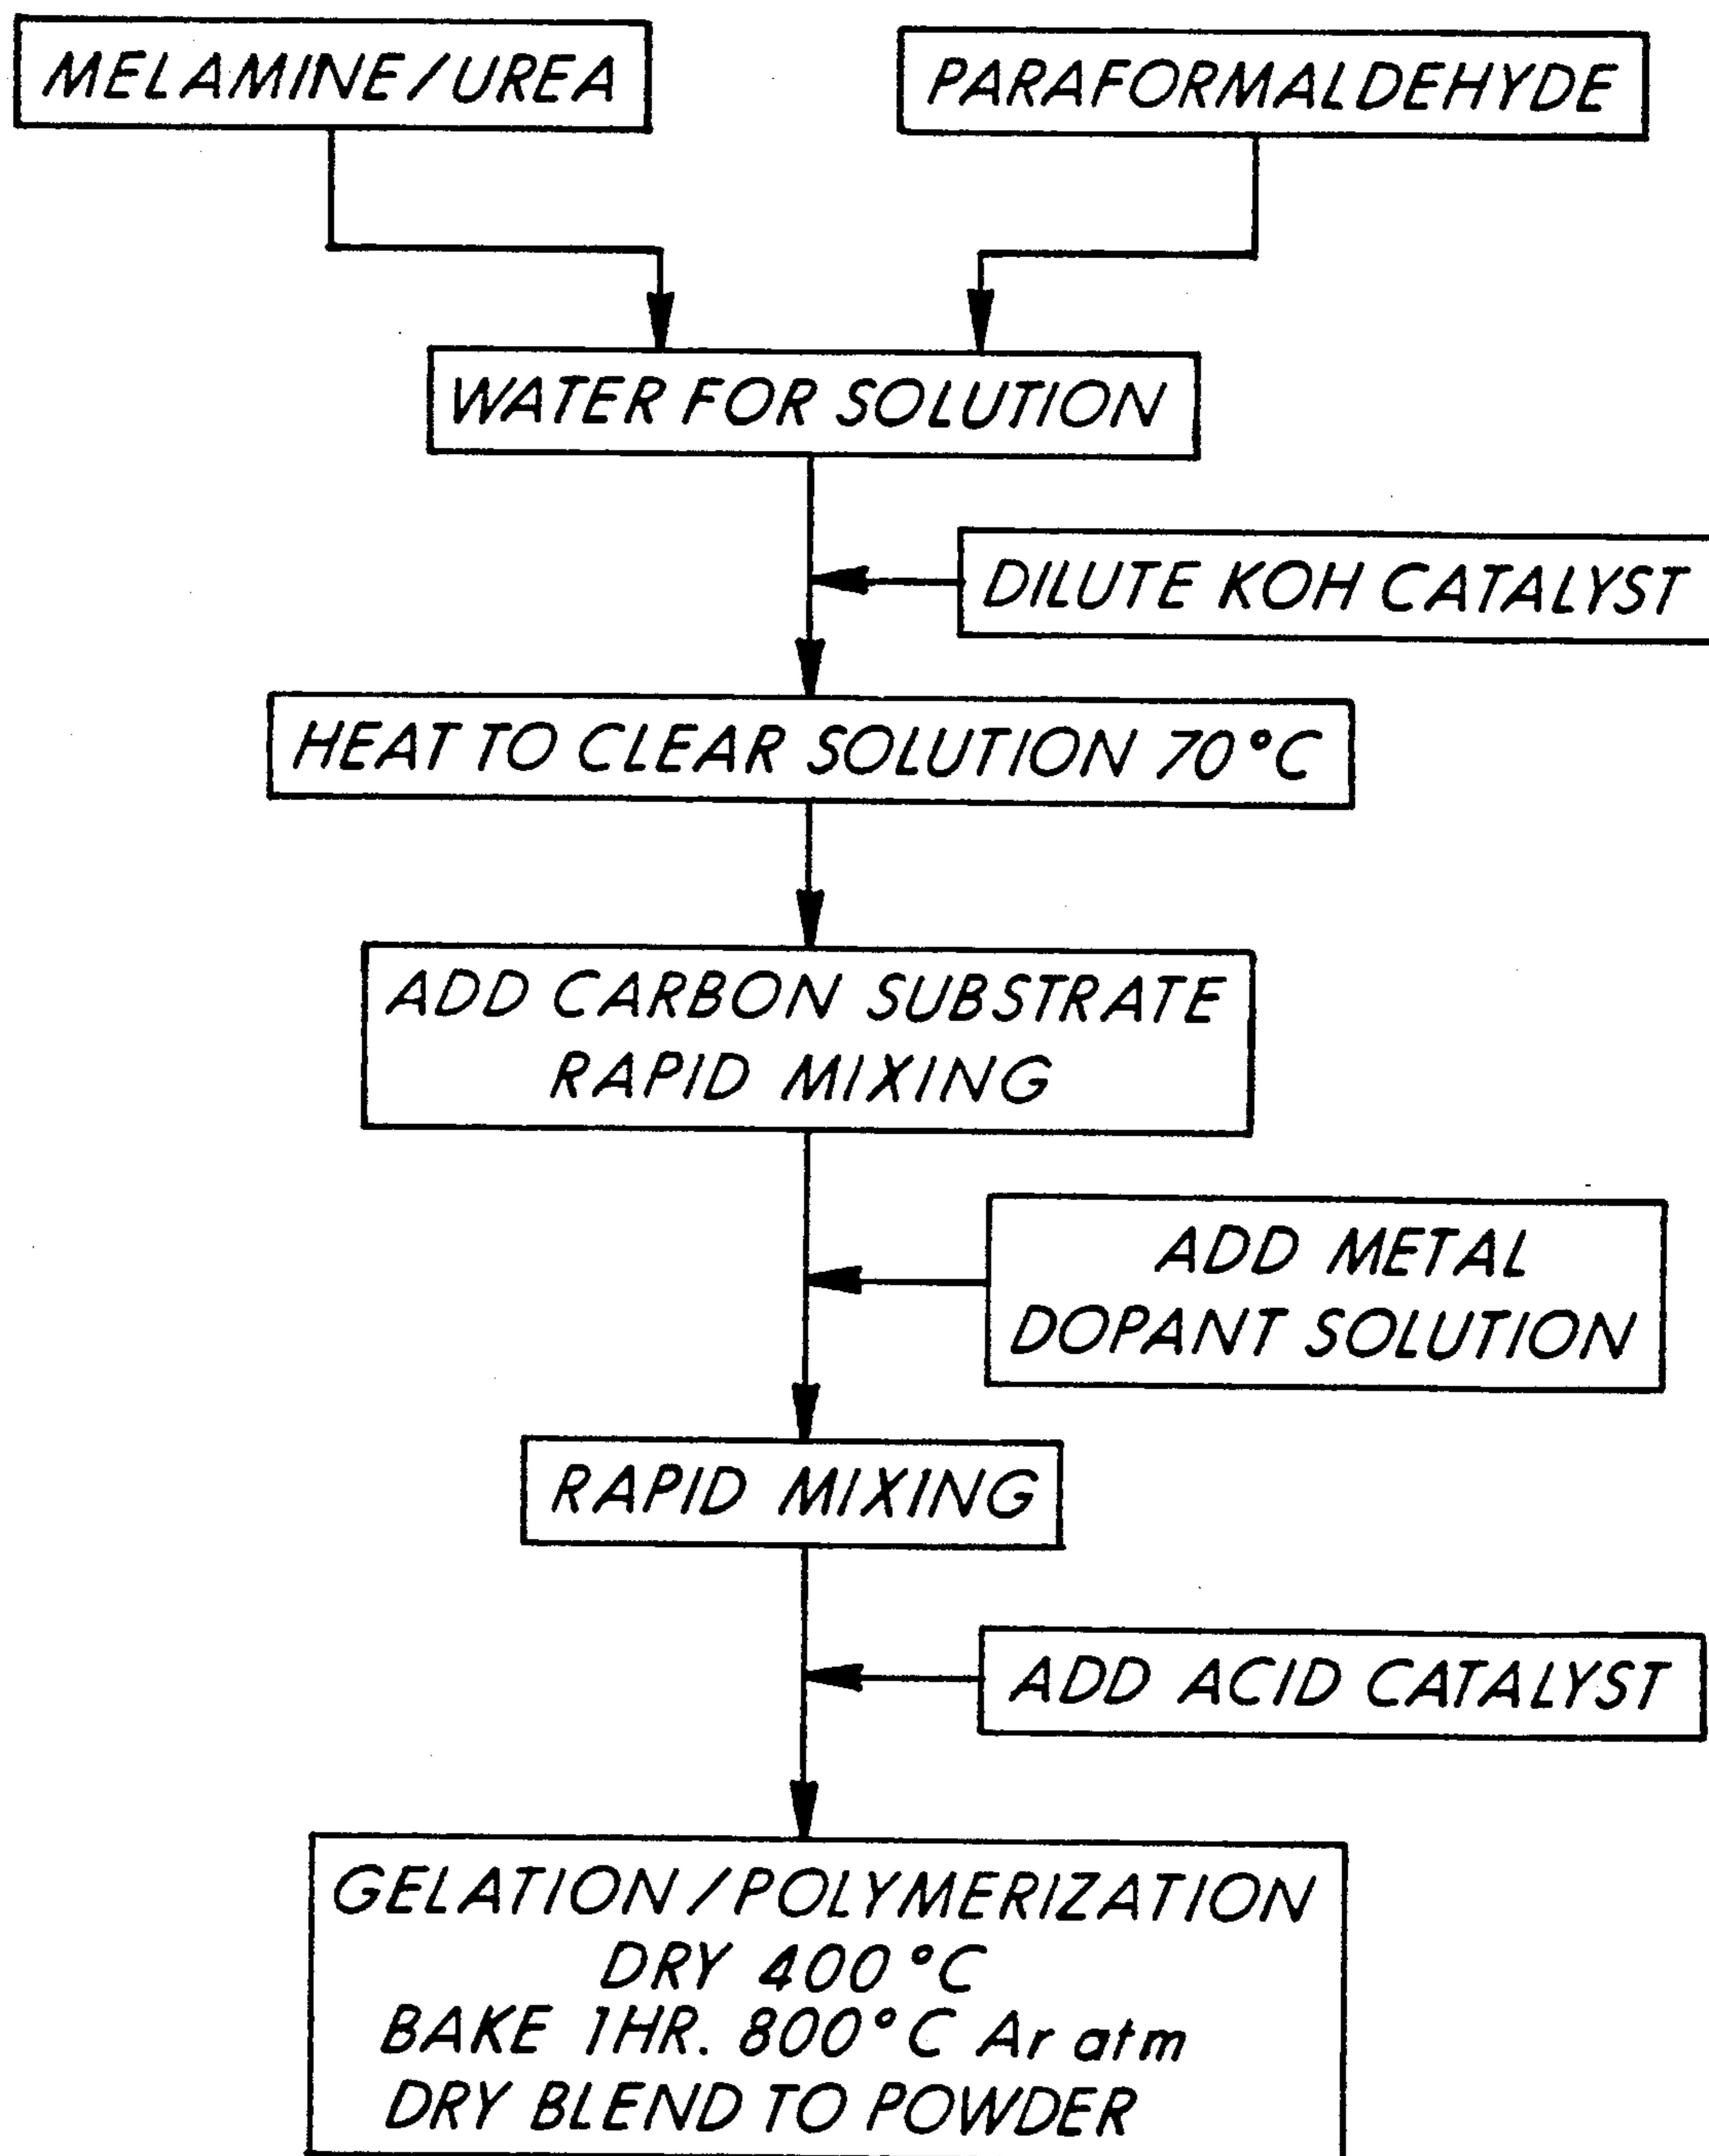 MELAMINE/UREA
PARAFORMALDEHYDE
WATER FOR SOLUTION
DILUTE KOH CATALYST
HEAT TO CLEAR SOLUTION 70°C
ADD CARBON SUBSTRATE
RAPID MIXING
ADD METAL
DOPANT SOLUTION
RAPID MIXING
ADD ACID CATALYST
GELATION/POLYMERIZATION
DRY 400°C
BAKE 1HR. 800°C Ar atm
DRY BLEND TO POWDER